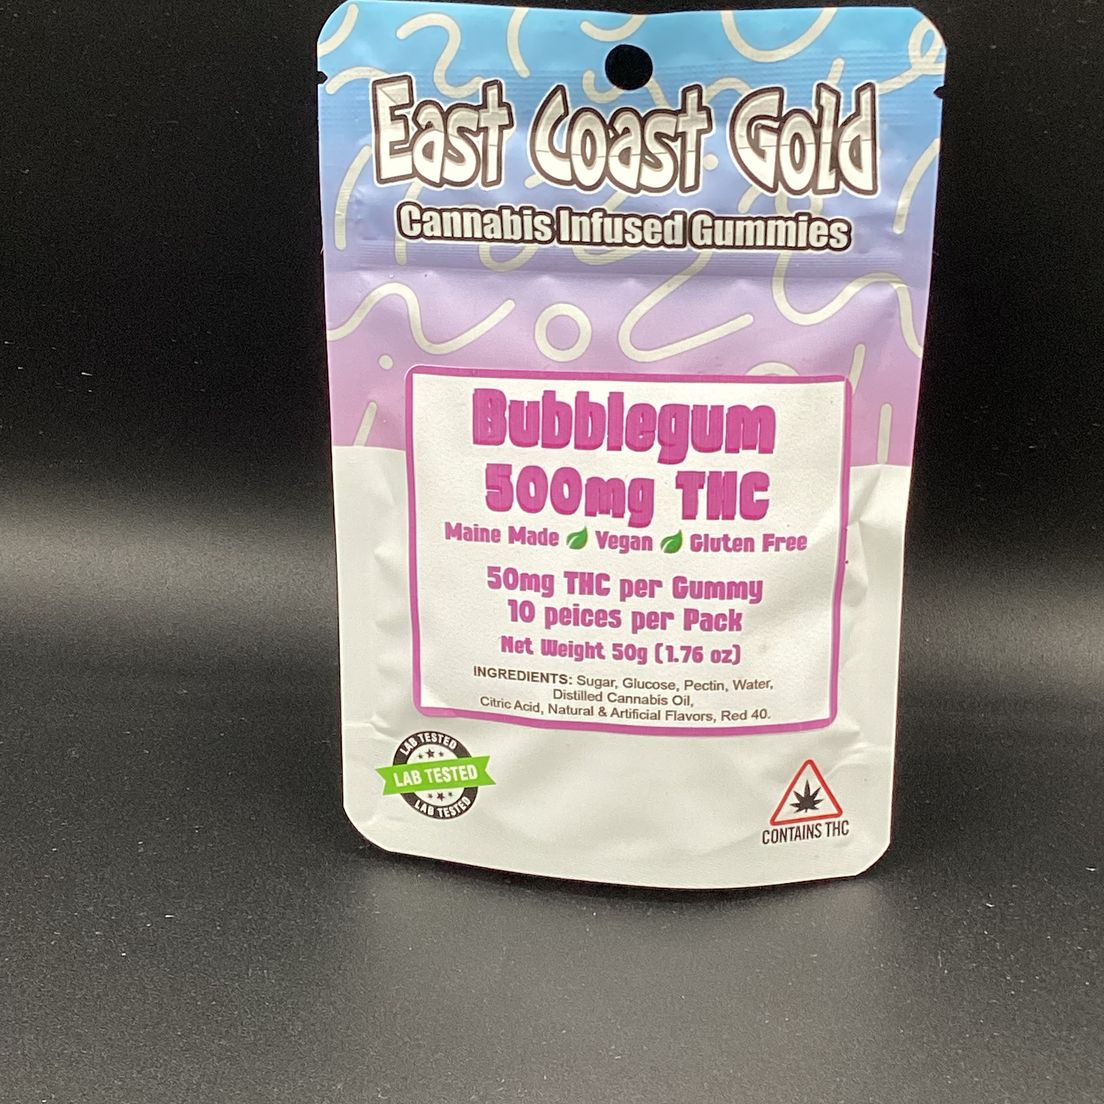 East Coast Gold
Cannabis Infused Gummies
Bubblegum
500mg THC
Maine Made Vegan Gluten Free
50mg THC per Gummy
10 peices per Pack
Net Weight 50g (1.76 oz)
INGREDIENTS: Sugar, Glucose, Pectin, Water,
Distilled Cannabis Oil,
Citric Acid, Natural & Artificial Flavors, Red 40.
LAB TESTED
LAB TESTED
LAB TESTED
CONTAINS THC